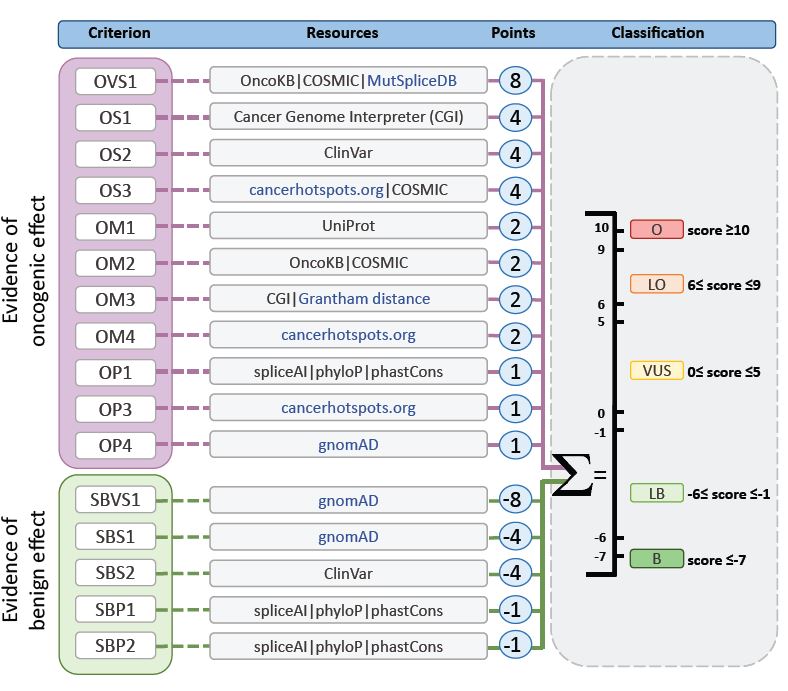 Criterion Resources Points Classification
Evidence of
oncogenic effect
OVS1 OncoKB|COSMIC|MutSpliceDB 8
OS1 Cancer Genome Interpreter (CGI) 4
OS2 ClinVar 4
OS3 cancerhotspots.org|COSMIC 4
OM1 UniProt 2
OM2 OncoKB|COSMIC 2
OM3 CGI|Grantham distance 2
OM4 cancerhotspots.org 2
OP1 spliceAI|phyloP|phastCons 1
OP3 cancerhotspots.org 1
OP4 gnomAD 1
Evidence of
benign effect
SBVS1 gnomAD -8
SBS1 gnomAD -4
SBS2 ClinVar -4
SBP1 spliceAI|phyloP|phastCons -1
SBP2 spliceAI|phyloP|phastCons -1
Σ =
10
9
6
5
0
-1
-6
-7
O score ≥10
LO 6≤ score ≤9
VUS 0≤ score ≤5
LB -6≤ score ≤-1
B score ≤-7